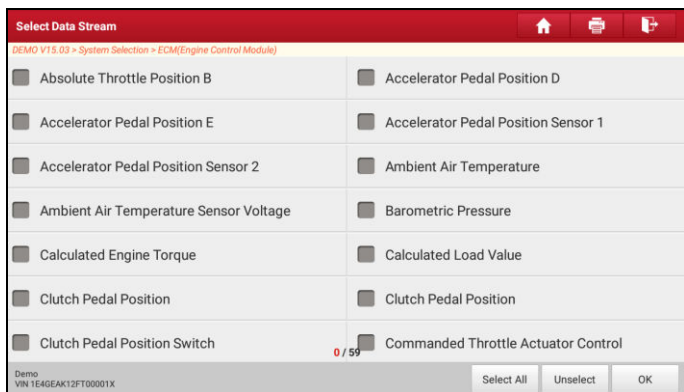 Select Data Stream
DEMO V15.03 > System Selection > ECM(Engine Control Module)
Absolute Throttle Position B
Accelerator Pedal Position D
Accelerator Pedal Position E
Accelerator Pedal Position Sensor 1
Accelerator Pedal Position Sensor 2
Ambient Air Temperature
Ambient Air Temperature Sensor Voltage
Barometric Pressure
Calculated Engine Torque
Calculated Load Value
Clutch Pedal Position
Clutch Pedal Position
Clutch Pedal Position Switch
Commanded Throttle Actuator Control
0 / 59
Demo
VIN 1E4GEAK12FT00001X
Select All
Unselect
OK